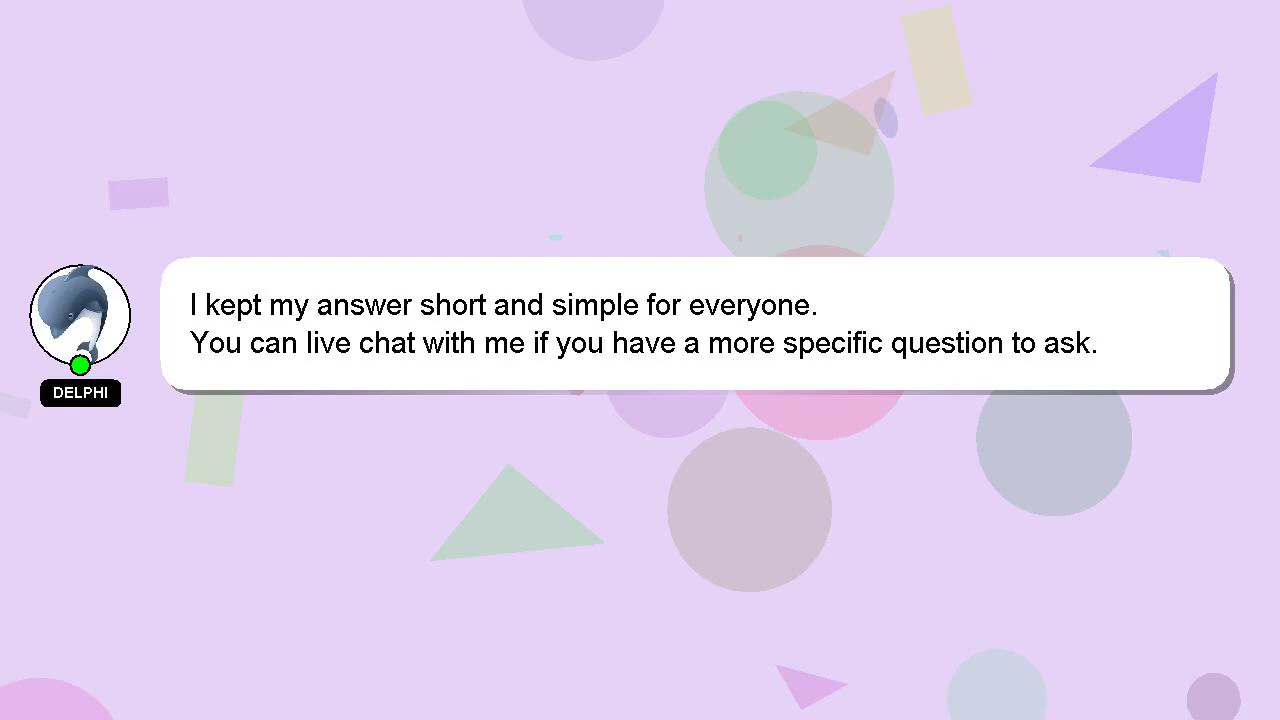 I kept my answer short and simple for everyone.
You can live chat with me if you have a more specific question to ask.
DELPHI